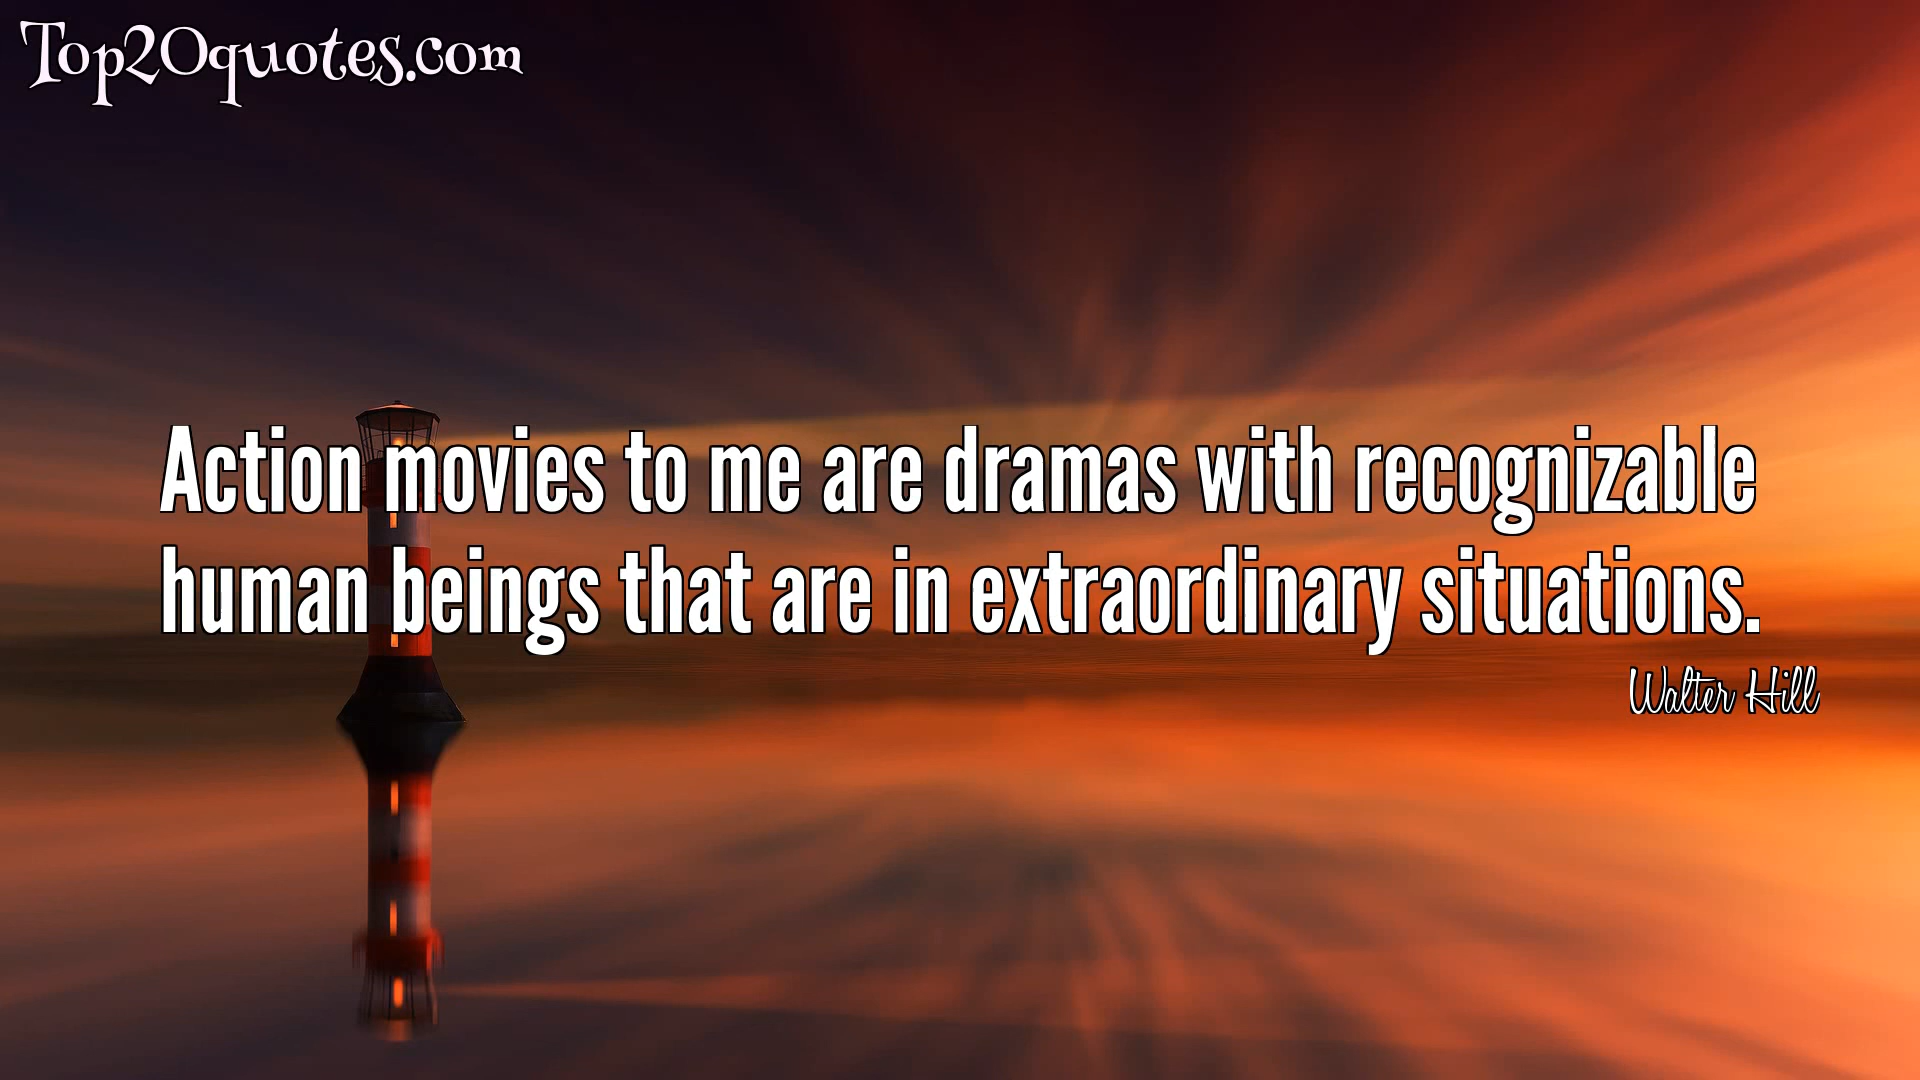 Top20quotes.com
Action movies to me are dramas with recognizable
human beings that are in extraordinary situations.
Walter Hill